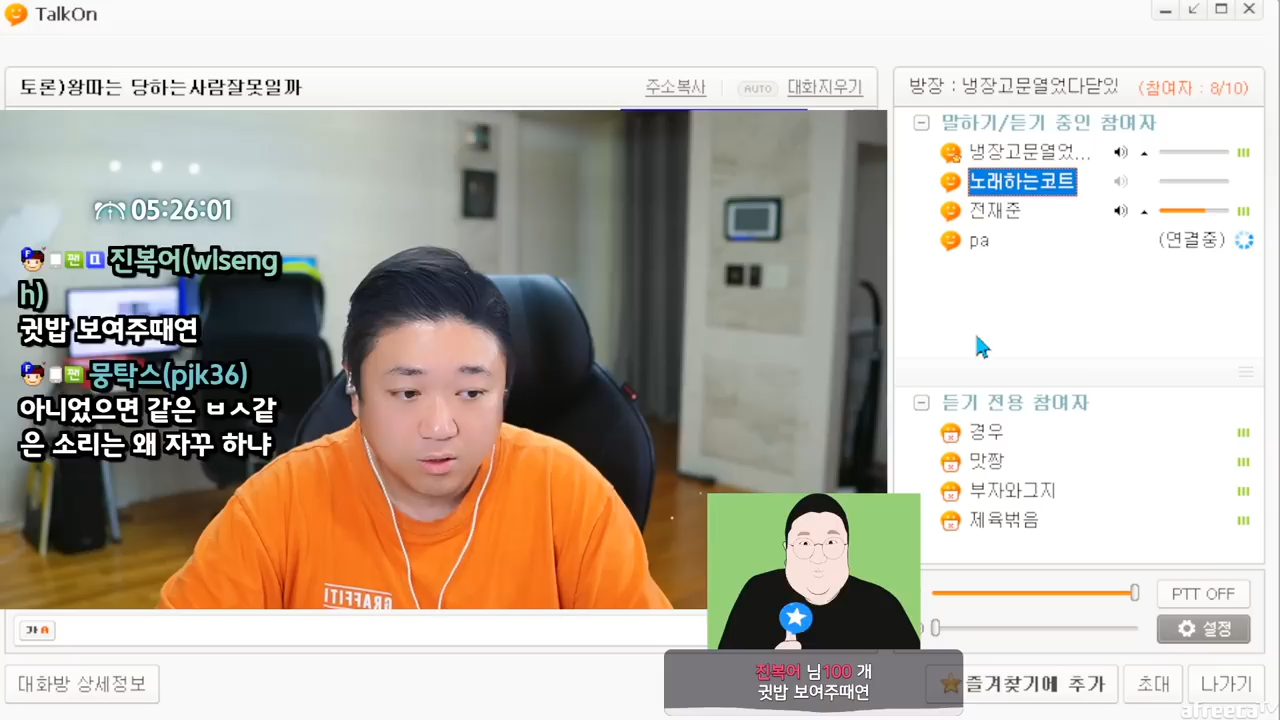 TalkOn
토론)왕따는 당하는사람잘못일까
주소복사
AUTO
대화지우기
방장 : 냉장고문열었다닫있
(참여자 : 8/10)
말하기/듣기 중인 참여자
냉장고문열었...
노래하는코트
전재준
pa
(연결중)
05:26:01
팬
진복어(wlseng
h)
귓밥 보여주때연
팬
뭉탁스(pjk36)
아니었으면 같은 ㅂㅅ같
은 소리는 왜 자꾸 하냐
듣기 전용 참여자
경우
맛짱
부자와그지
제육볶음
GRAFFITI
PTT OFF
설정
가A
진복어 님100 개
귓밥 보여주때연
대화방 상세정보
즐겨찾기에 추가
초대
나가기
afreecaTV